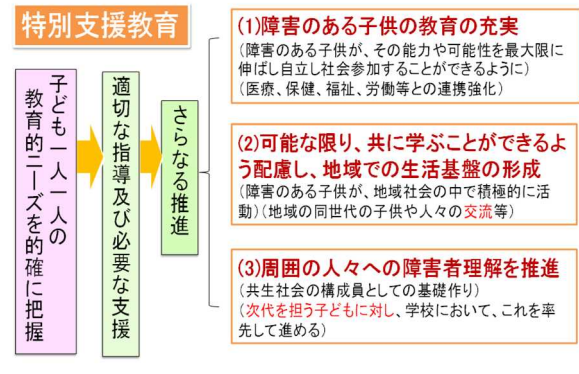 特別支援教育
子ども一人一人の
教育的ニーズを的確に把握
適切な指導及び必要な支援
さらなる推進
(1)障害のある子供の教育の充実
(障害のある子供が、その能力や可能性を最大限に
伸ばし自立し社会参加することができるように)
(医療、保健、福祉、労働等との連携強化)
(2)可能な限り、共に学ぶことができるよ
う配慮し、地域での生活基盤の形成
(障害のある子供が、地域社会の中で積極的に活
動)(地域の同世代の子供や人々の交流等)
(3)周囲の人々への障害者理解を推進
(共生社会の構成員としての基礎作り)
(次代を担う子どもに対し、学校において、これを率
先して進める)